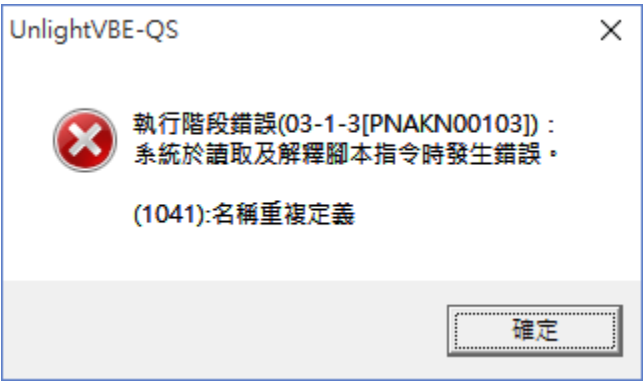 UnlightVBE-QS
執行階段錯誤(03-1-3[PNAKN00103])：
系統於讀取及解釋腳本指令時發生錯誤。
(1041):名稱重複定義
確定